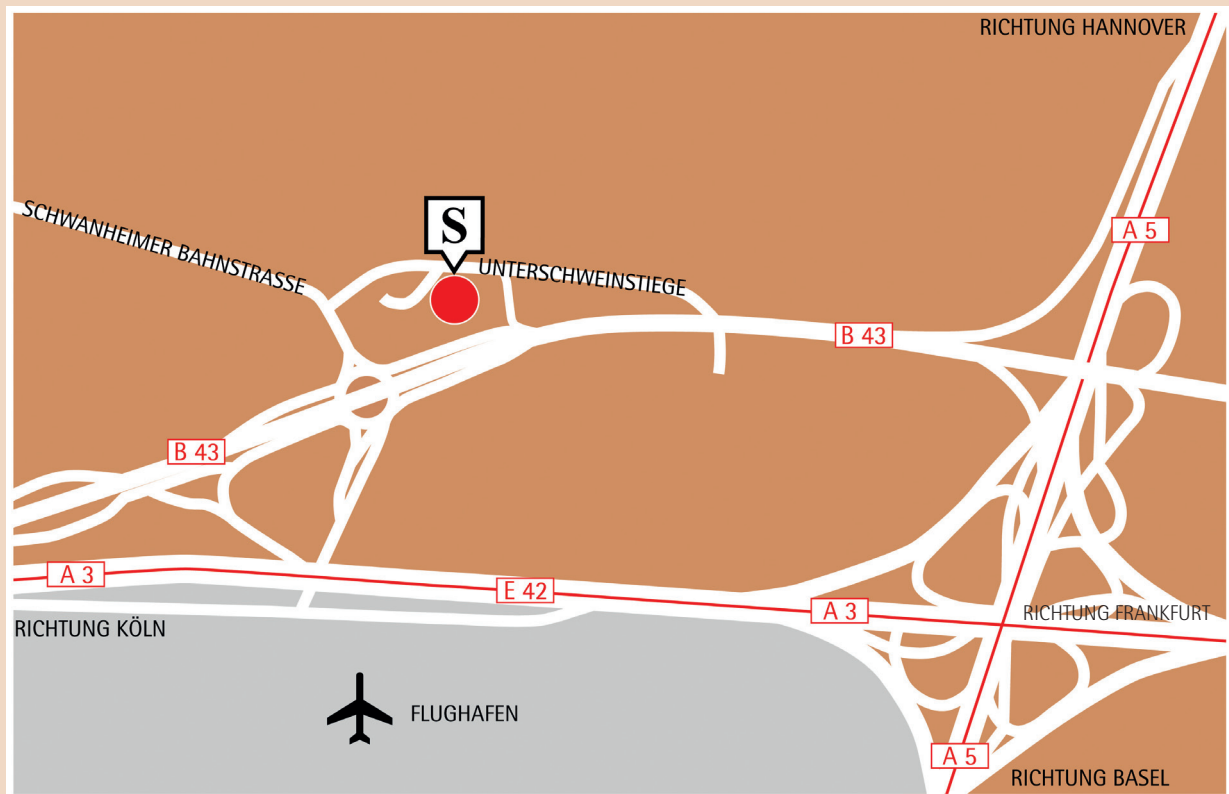 RICHTUNG HANNOVER
SCHWANHEIMER BAHNSTRASSE
S
A 5
UNTERSCHWEINSTIEGE
B 43
B 43
A 3
E 42
A 3
RICHTUNG FRANKFURT
RICHTUNG KÖLN
FLUGHAFEN
A 5
RICHTUNG BASEL